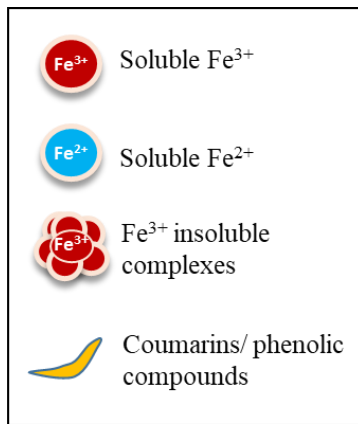 Fe³⁺ Soluble Fe³⁺
Fe²⁺ Soluble Fe²⁺
Fe³⁺ Fe³⁺ insoluble
complexes
Coumarins/ phenolic
compounds